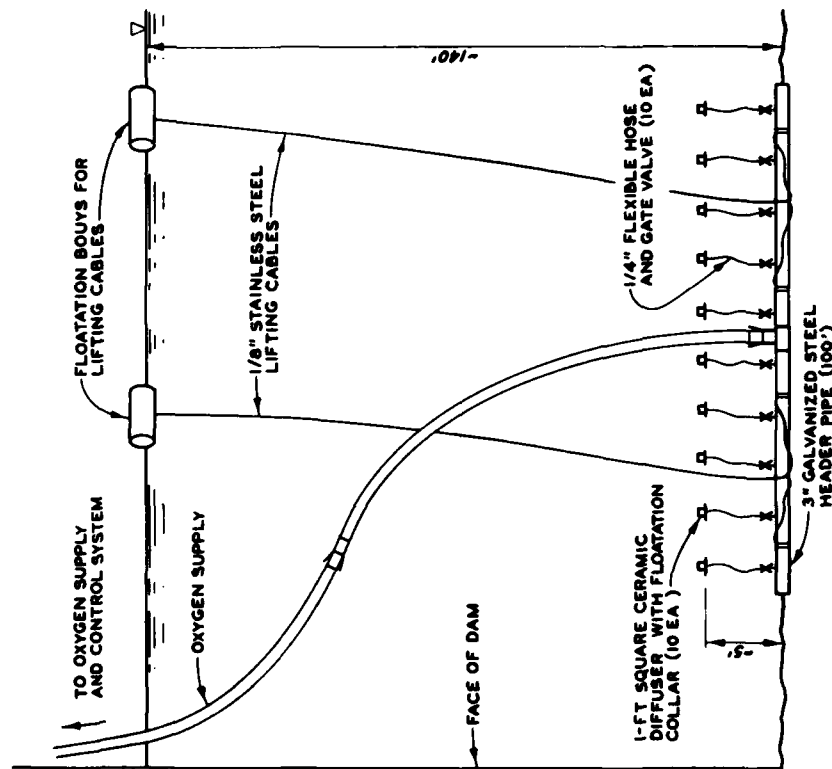 TO OXYGEN SUPPLY
AND CONTROL SYSTEM
FLOATATION BOUYS FOR
LIFTING CABLES
OXYGEN SUPPLY
1/8" STAINLESS STEEL
LIFTING CABLES
~140'
FACE OF DAM
1-FT SQUARE CERAMIC
DIFFUSER WITH FLOATATION
COLLAR (10 EA)
1/4" FLEXIBLE HOSE
AND GATE VALVE (10 EA)
~5'
3" GALVANIZED STEEL
HEADER PIPE (100')